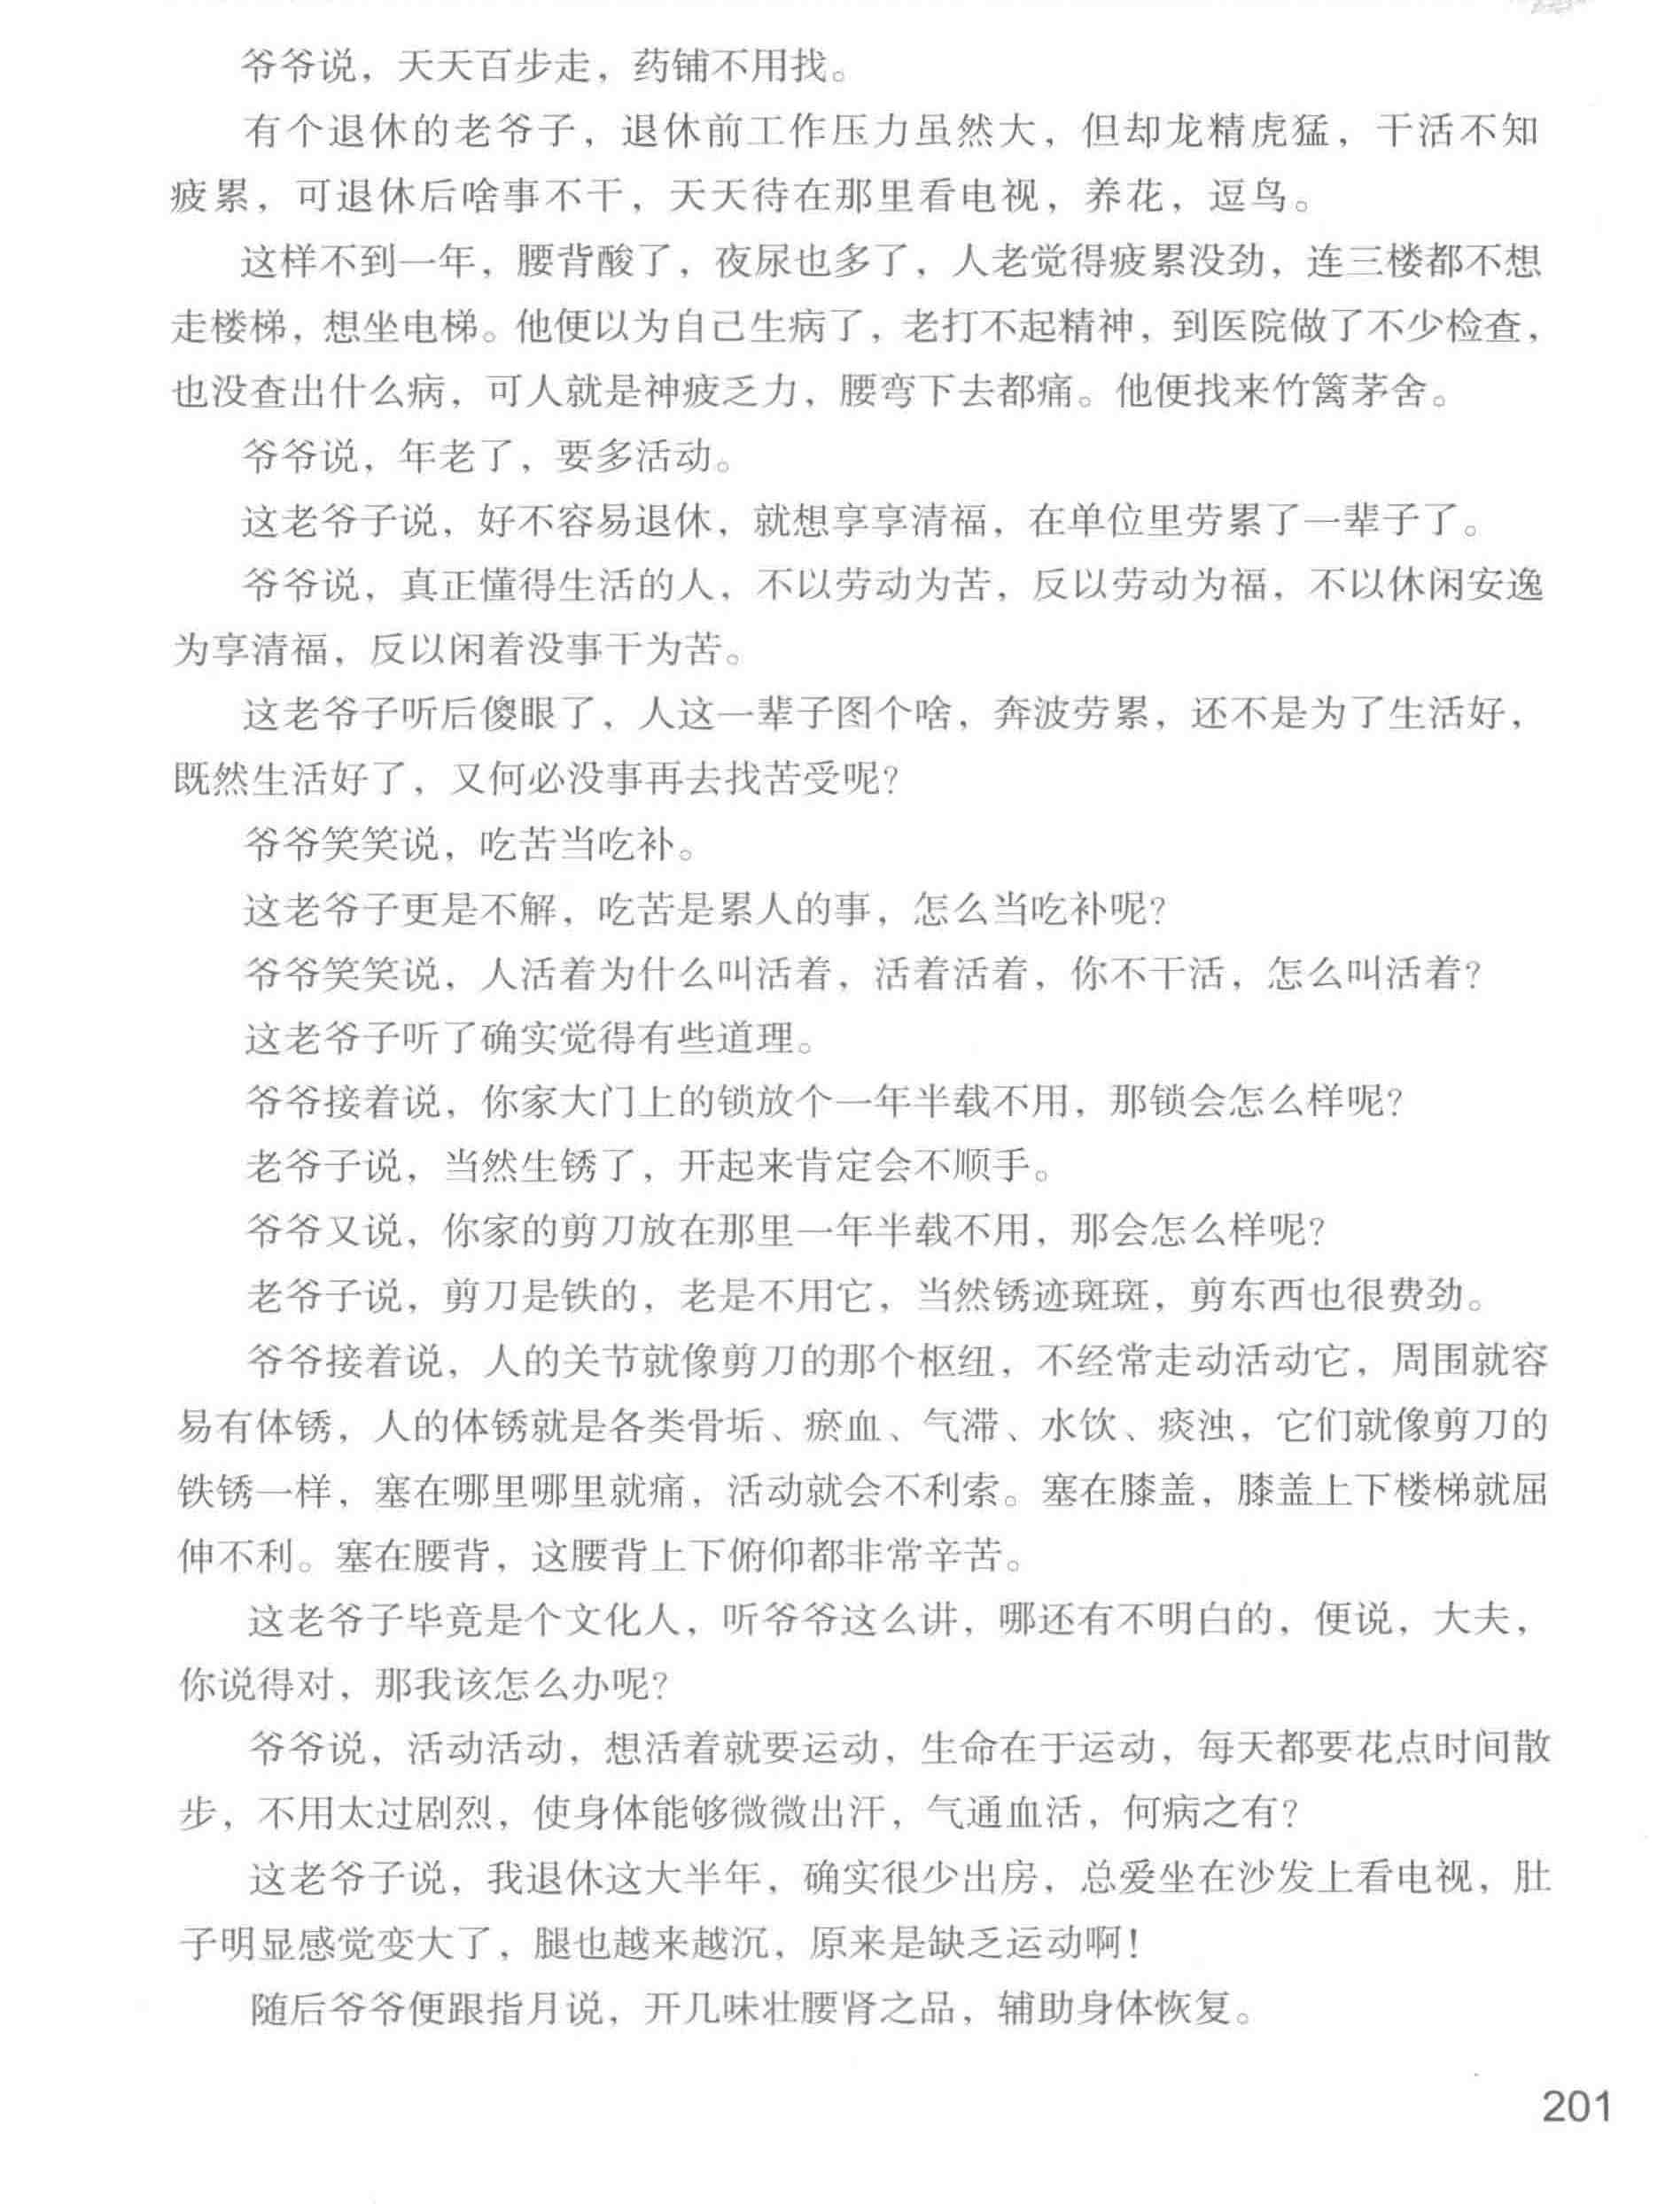 爷爷说，天天百步走，药铺不用找。
有个退休的老爷子，退休前工作压力虽然大，但却龙精虎猛，干活不知
疲累，可退休后啥事不干，天天待在那里看电视，养花，逗鸟。
这样不到一年，腰背酸了，夜尿也多了，人老觉得疲累没劲，连三楼都不想
走楼梯，想坐电梯。他便以为自己生病了，老打不起精神，到医院做了不少检查，
也没查出什么病，可人就是神疲乏力，腰弯下去都痛。他便找来竹篱茅舍。
爷爷说，年老了，要多活动。
这老爷子说，好不容易退休，就想享享清福，在单位里劳累了一辈子了。
爷爷说，真正懂得生活的人，不以劳动为苦，反以劳动为福，不以休闲安逸
为享清福，反以闲着没事干为苦。
这老爷子听后傻眼了，人这一辈子图个啥，奔波劳累，还不是为了生活好，
既然生活好了，又何必没事再去找苦受呢？
爷爷笑笑说，吃苦当吃补。
这老爷子更是不解，吃苦是累人的事，怎么当吃补呢？
爷爷笑笑说，人活着为什么叫活着，活着活着，你不干活，怎么叫活着？
这老爷子听了确实觉得有些道理。
爷爷接着说，你家大门上的锁放个一年半载不用，那锁会怎么样呢？
老爷子说，当然生锈了，开起来肯定会不顺手。
爷爷又说，你家的剪刀放在那里一年半载不用，那会怎么样呢？
老爷子说，剪刀是铁的，老是不用它，当然锈迹斑斑，剪东西也很费劲。
爷爷接着说，人的关节就像剪刀的那个枢纽，不经常走动活动它，周围就容
易有体锈，人的体锈就是各类骨垢、瘀血、气滞、水饮、痰浊，它们就像剪刀的
铁锈一样，塞在哪里哪里就痛，活动就会不利索。塞在膝盖，膝盖上下楼梯就屈
伸不利。塞在腰背，这腰背上下俯仰都非常辛苦。
这老爷子毕竟是个文化人，听爷爷这么讲，哪还有不明白的，便说，大夫，
你说得对，那我该怎么办呢？
爷爷说，活动活动，想活着就要运动，生命在于运动，每天都要花点时间散
步，不用太过剧烈，使身体能够微微出汗，气通血活，何病之有？
这老爷子说，我退休这大半年，确实很少出房，总爱坐在沙发上看电视，肚
子明显感觉变大了，腿也越来越沉，原来是缺乏运动啊！
随后爷爷便跟指月说，开几味壮腰肾之品，辅助身体恢复。
201